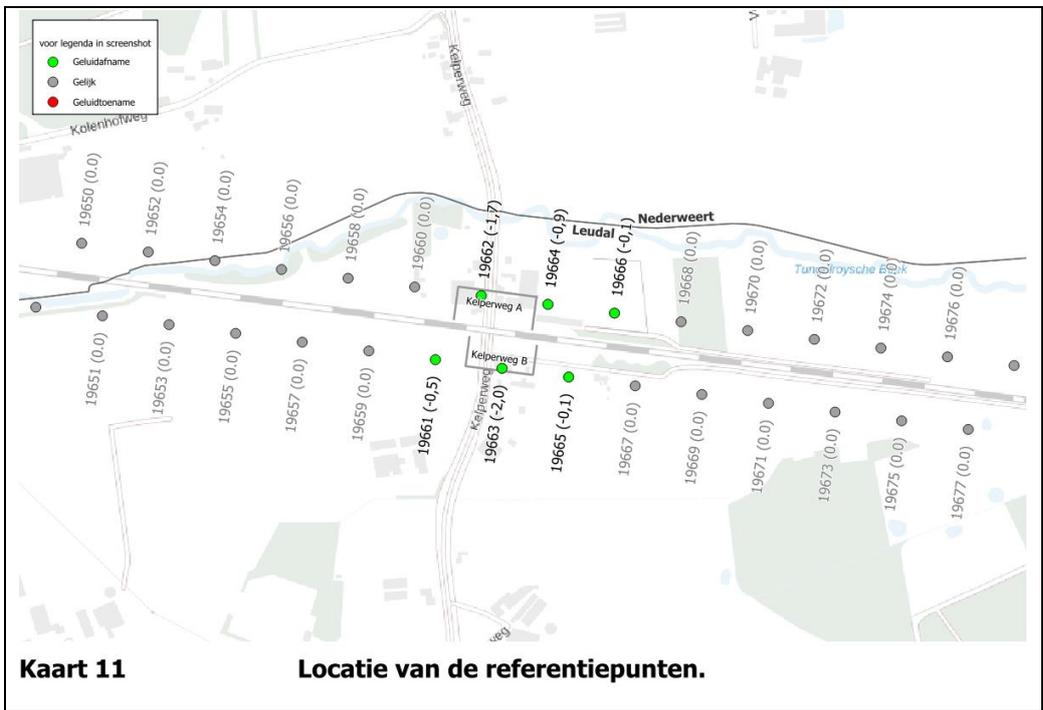 voor legenda in screenshot
Geluidafname
Gelijk
Geluidtoename
Kolenhofweg
Kelperweg
19650 (0.0)
19652 (0.0)
19654 (0.0)
19656 (0.0)
19658 (0.0)
19660 (0.0)
19662 (-1,7)
19664 (-0,9)
19666 (-0,1)
19668 (0.0)
19670 (0.0)
19672 (0.0)
19674 (0.0)
19676 (0.0)
Nederweert
Leudal
Kelperweg A
Kelperweg B
Kelperweg
19651 (0.0)
19653 (0.0)
19655 (0.0)
19657 (0.0)
19659 (0.0)
19661 (-0,5)
19663 (-2,0)
19665 (-0,1)
19667 (0.0)
19669 (0.0)
19671 (0.0)
19673 (0.0)
19675 (0.0)
19677 (0.0)
Kaart 11
Locatie van de referentiepunten.